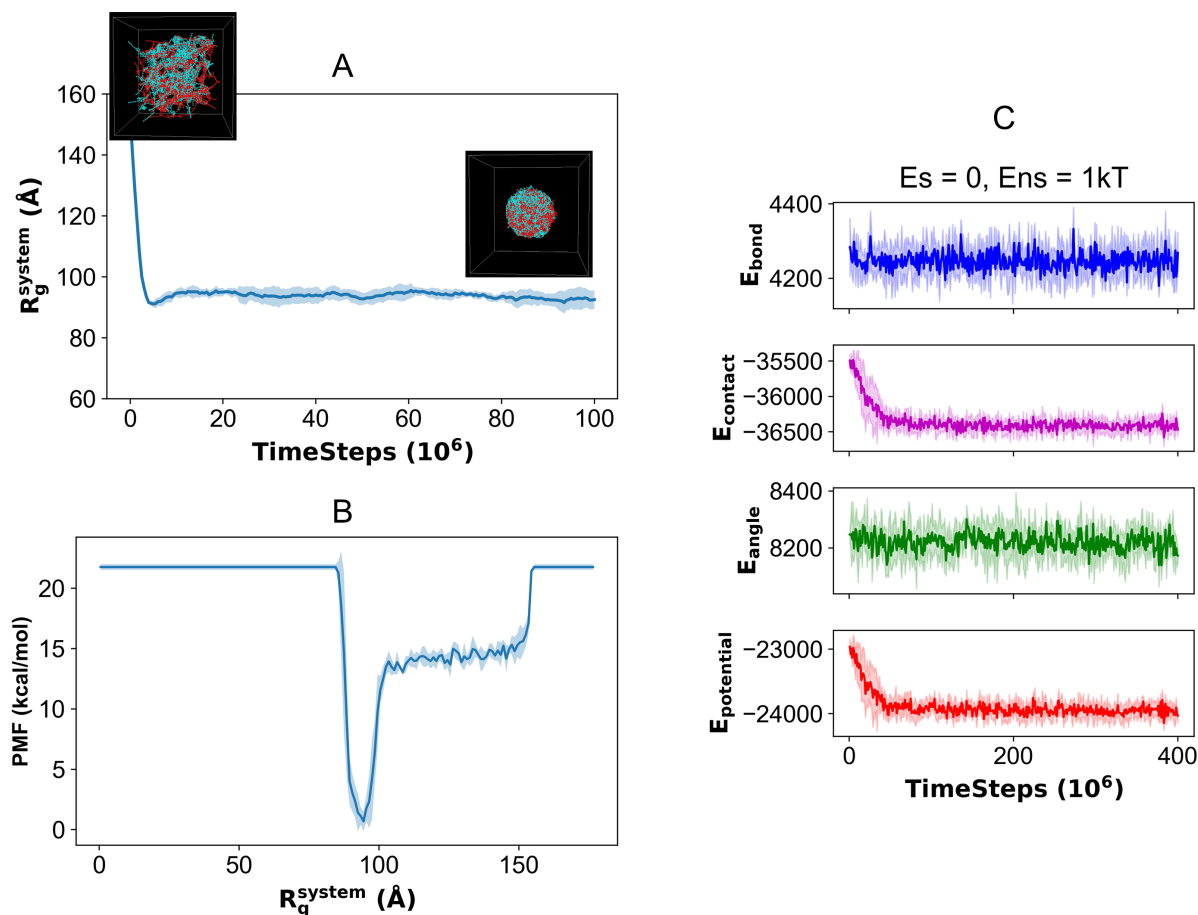 A
160
140
120
100
80
60
R_g^system (Å)
0 20 40 60 80 100
TimeSteps (10^6)
B
20
15
10
5
0
PMF (kcal/mol)
0 50 100 150
R_g^system (Å)
C
Es = 0, Ens = 1kT
4400
4200
E_bond
−35500
−36000
−36500
E_contact
8400
8200
E_angle
−23000
−24000
E_potential
0 200 400
TimeSteps (10^6)